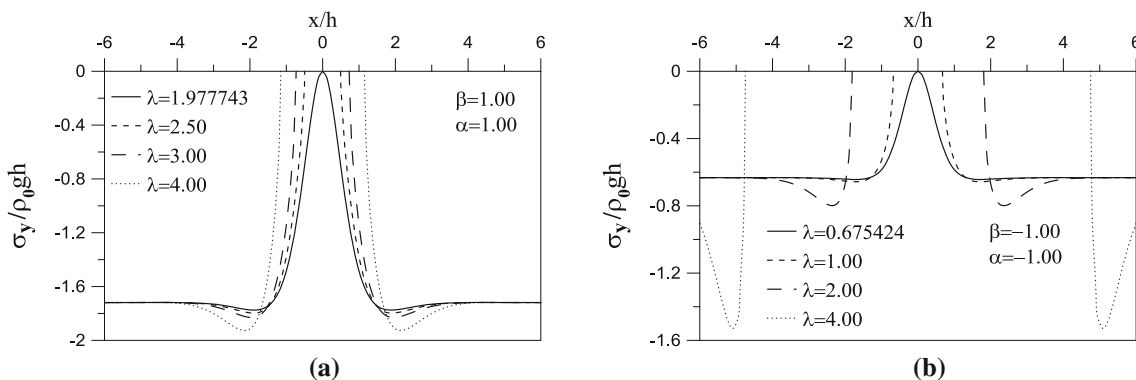 x/h
-6 -4 -2 0 2 4 6
0
-0.4
-0.8
-1.2
-1.6
-2
σy/ρ0gh
λ=1.977743
λ=2.50
λ=3.00
λ=4.00
β=1.00
α=1.00
(a)
x/h
-6 -4 -2 0 2 4 6
0
-0.4
-0.8
-1.2
-1.6
σy/ρ0gh
λ=0.675424
λ=1.00
λ=2.00
λ=4.00
β=−1.00
α=−1.00
(b)